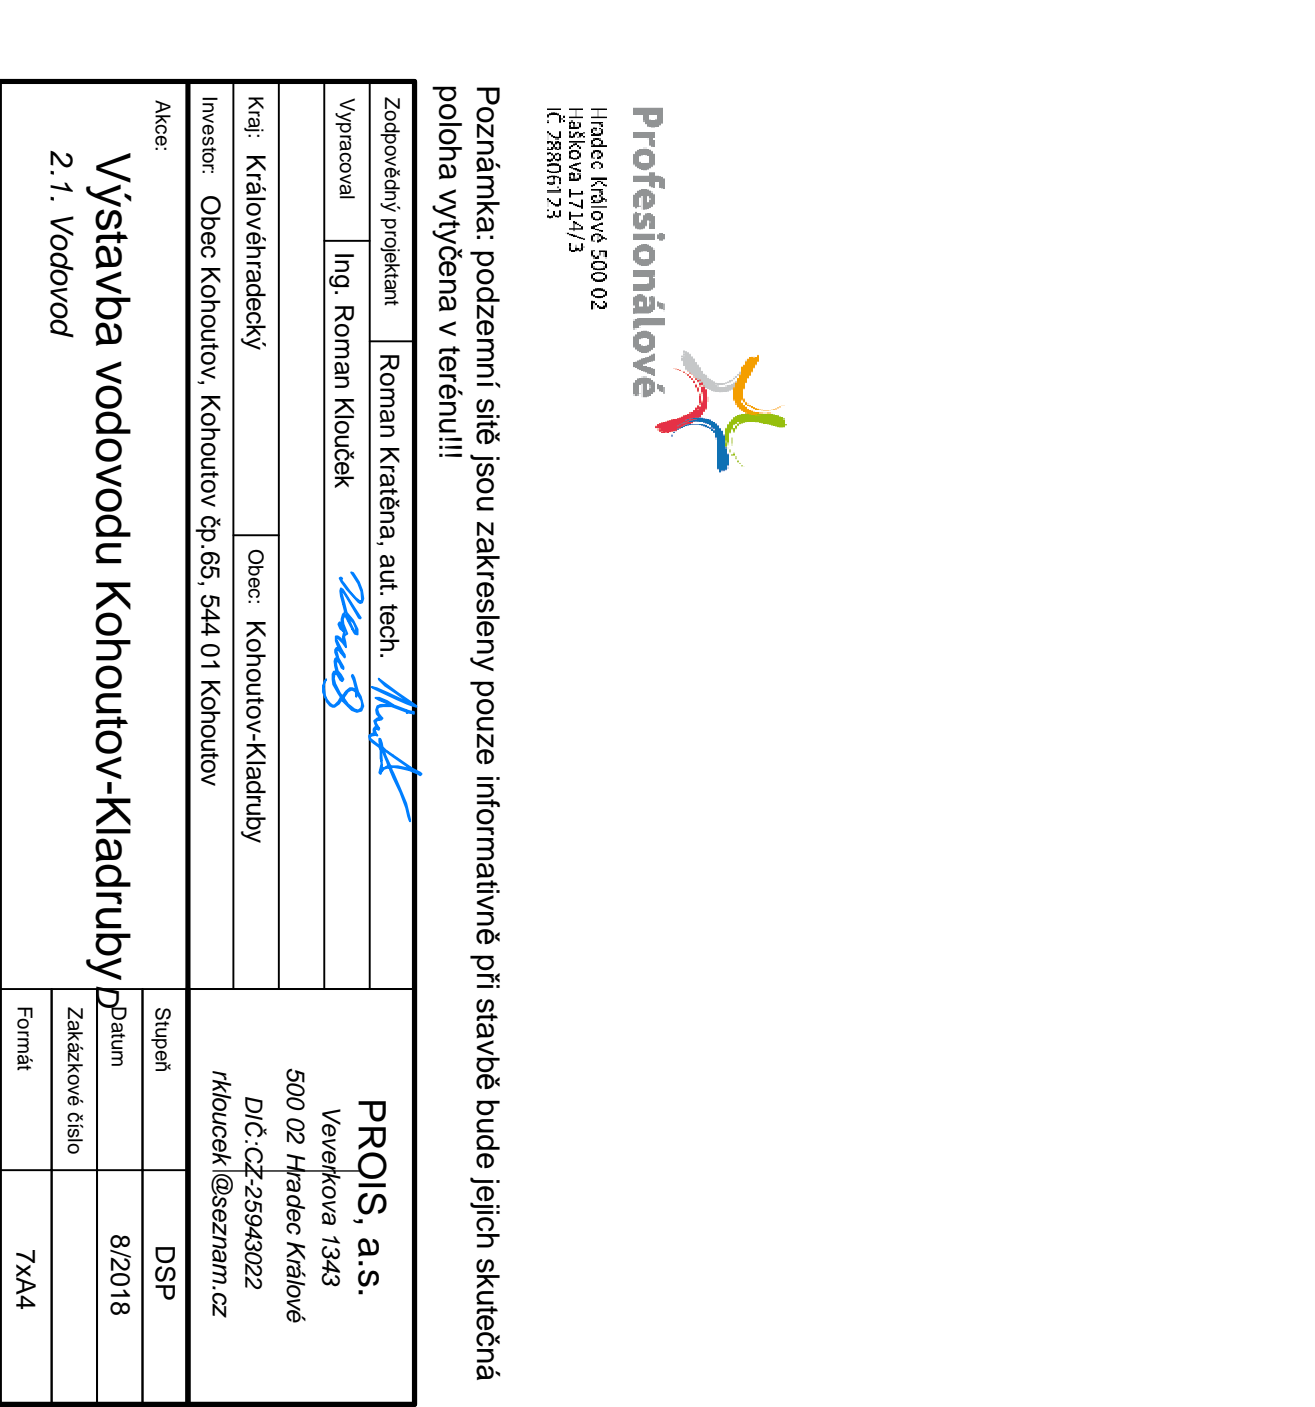 Profesionálové
Hradec Králové 500 02
Haškova 1714/3
IČ 28806123
Poznámka: podzemní sitě jsou zakresleny pouze informativně při stavbě bude jejich skutečná
poloha vytyčena v terénu!!!
Zodpovědný projektant Roman Kratěna, aut. tech.
Vypracoval Ing. Roman Klouček
Kraj: Královéhradecký Obec: Kohoutov-Kladruby
Investor: Obec Kohoutov, Kohoutov čp.65, 544 01 Kohoutov
PROIS, a.s.
Veverkova 1343
500 02 Hradec Králové
DIČ:CZ-25943022
rkloucek @seznam.cz
Akce:
Výstavba vodovodu Kohoutov-Kladruby D
2.1. Vodovod
Stupeň DSP
Datum 8/2018
Zakázkové číslo
Formát 7xA4